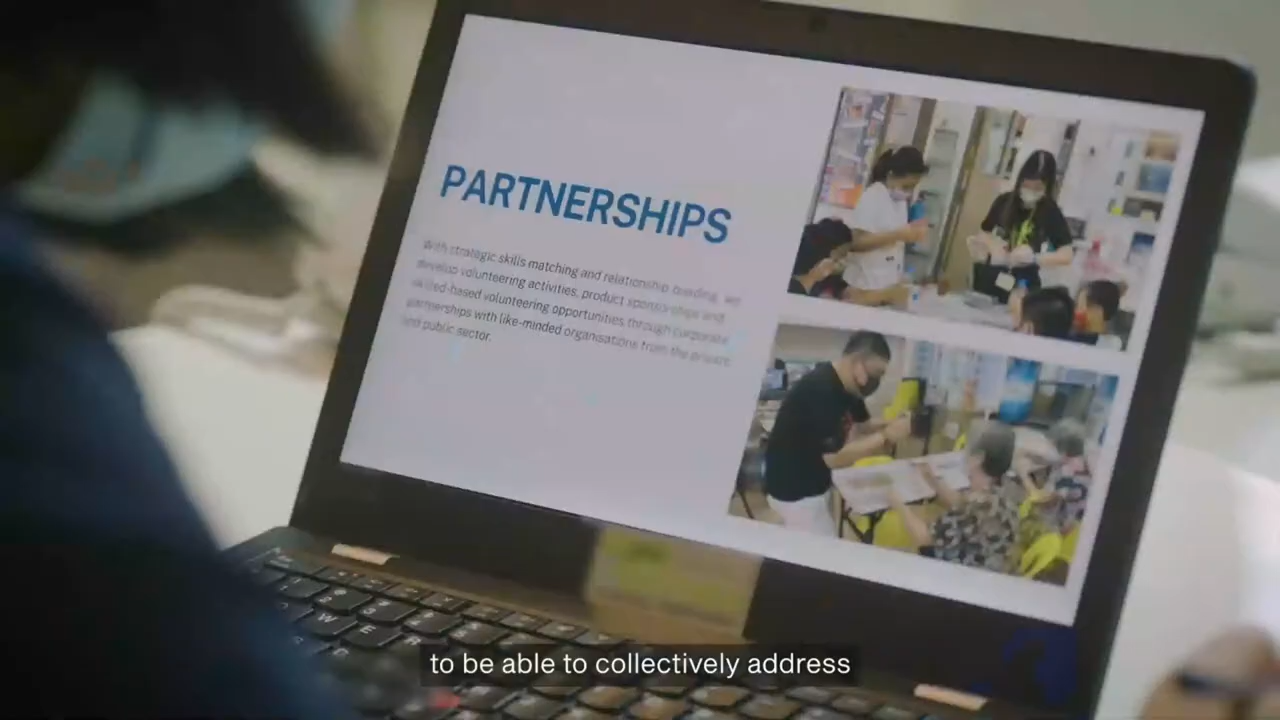 PARTNERSHIPS
With strategic skills matching and relationship building, we
develop volunteering activities, product sponsorships and
skilled-based volunteering opportunities through corporate
partnerships with like-minded organisations from the private
and public sector.
W E R
to be able to collectively address